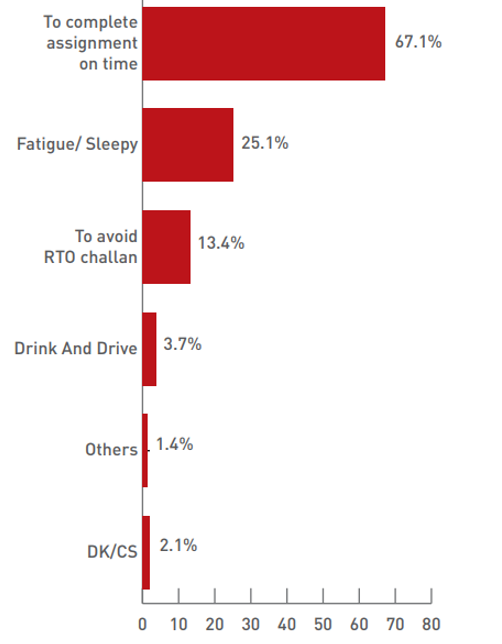 To complete
assignment
on time
67.1%
Fatigue/ Sleepy
25.1%
To avoid
RTO challan
13.4%
Drink And Drive
3.7%
Others
1.4%
DK/CS
2.1%
0 10 20 30 40 50 60 70 80